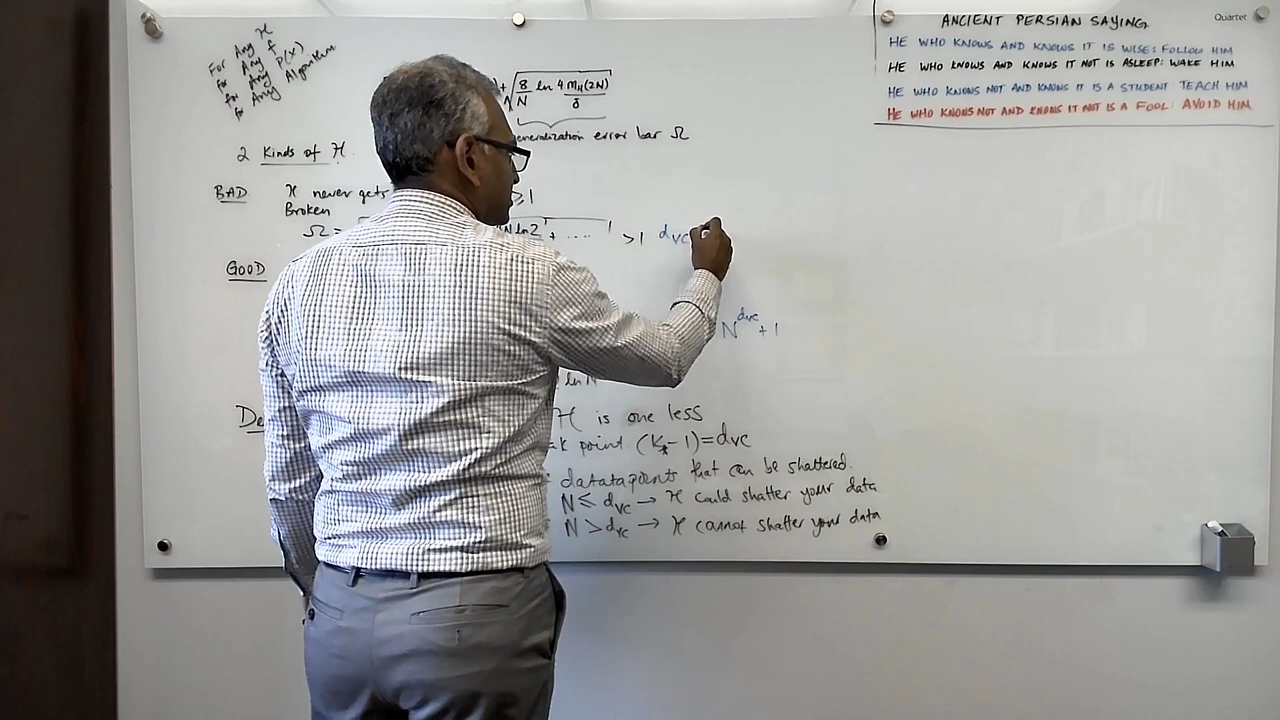 For Any H
for Any f
for Any P(X)
for Any Algorithm
) + √ 8/N ln 4 m_H(2N)/δ
eneralization error bar Ω
2 Kinds of H
BAD H never gets ≥ 1
Broken
Ω = N ln2 + .... > 1 dvc
GOOD
N^dvc + 1
ln N
De H is one less
ak point (K* - 1) = dvc
datatapoints that can be shattered.
N ≤ dvc → H could shatter your data
N > dvc → H cannot shatter your data
ANCIENT PERSIAN SAYING
HE WHO KNOWS AND KNOWS IT IS WISE: FOLLOW HIM
HE WHO KNOWS AND KNOWS IT NOT IS ASLEEP: WAKE HIM
HE WHO KNOWS NOT AND KNOWS IT IS A STUDENT TEACH HIM
HE WHO KNOWS NOT AND KNOWS IT NOT IS A FOOL: AVOID HIM
Quartet